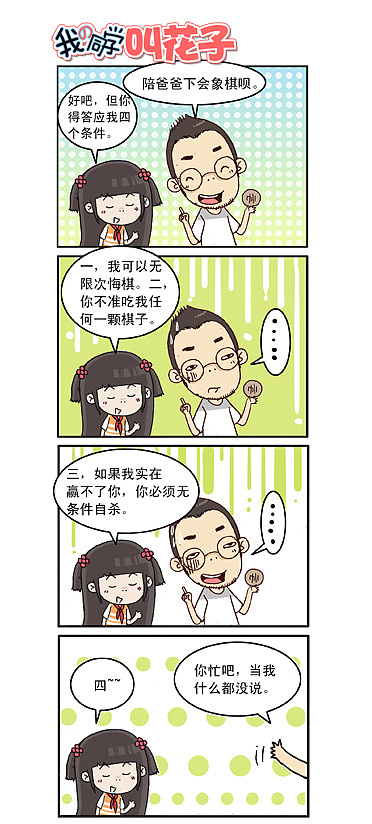 我的同学叫花子
陪爸爸下会象棋呗。
好吧，但你
得答应我四
个条件。
一，我可以无
限次悔棋。二，
你不准吃我任
何一颗棋子。
三，如果我实在
赢不了你，你必须无
条件自杀。
四~~
你忙吧，当我
什么都没说。